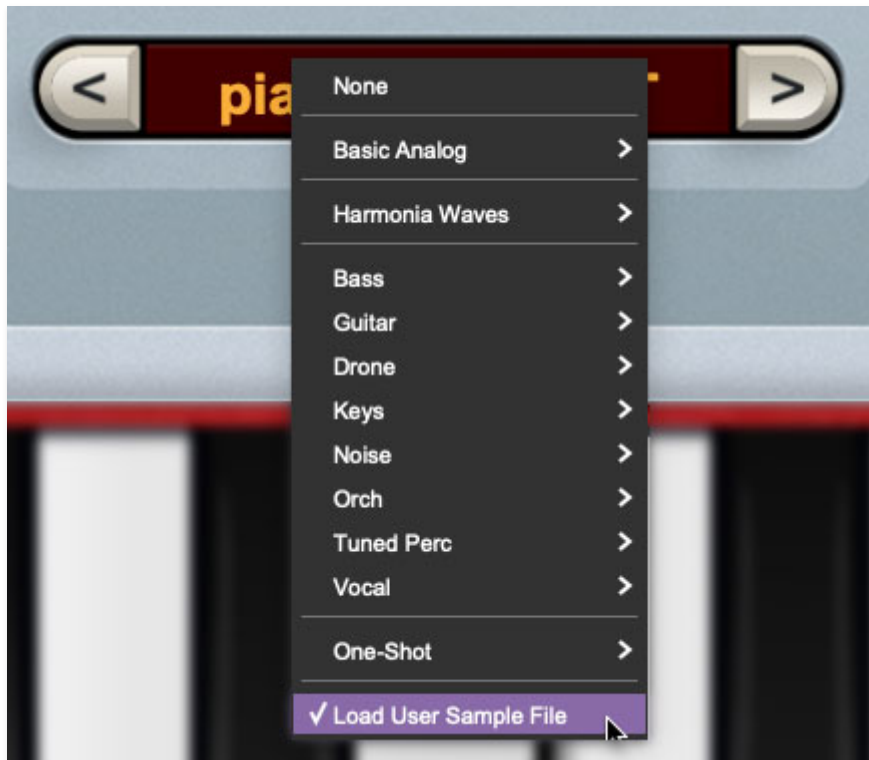 < pia >
None
Basic Analog >
Harmonia Waves >
Bass >
Guitar >
Drone >
Keys >
Noise >
Orch >
Tuned Perc >
Vocal >
One-Shot >
✓ Load User Sample File